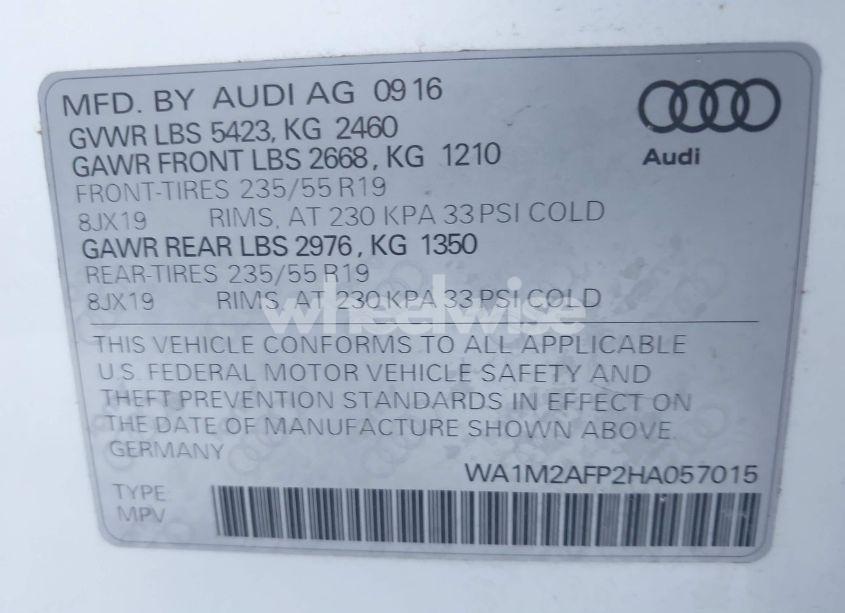 MFD. BY AUDI AG 09 16
GVWR LBS 5423, KG 2460
GAWR FRONT LBS 2668, KG 1210
FRONT-TIRES 235/55 R19
8JX19 RIMS, AT 230 KPA 33 PSI COLD
GAWR REAR LBS 2976, KG 1350
REAR-TIRES 235/55 R19
8JX19 RIMS, AT 230 KPA 33 PSI COLD
Audi
wheelwise
THIS VEHICLE CONFORMS TO ALL APPLICABLE
U.S. FEDERAL MOTOR VEHICLE SAFETY AND
THEFT PREVENTION STANDARDS IN EFFECT ON
THE DATE OF MANUFACTURE SHOWN ABOVE.
GERMANY
WA1M2AFP2HA057015
TYPE:
MPV